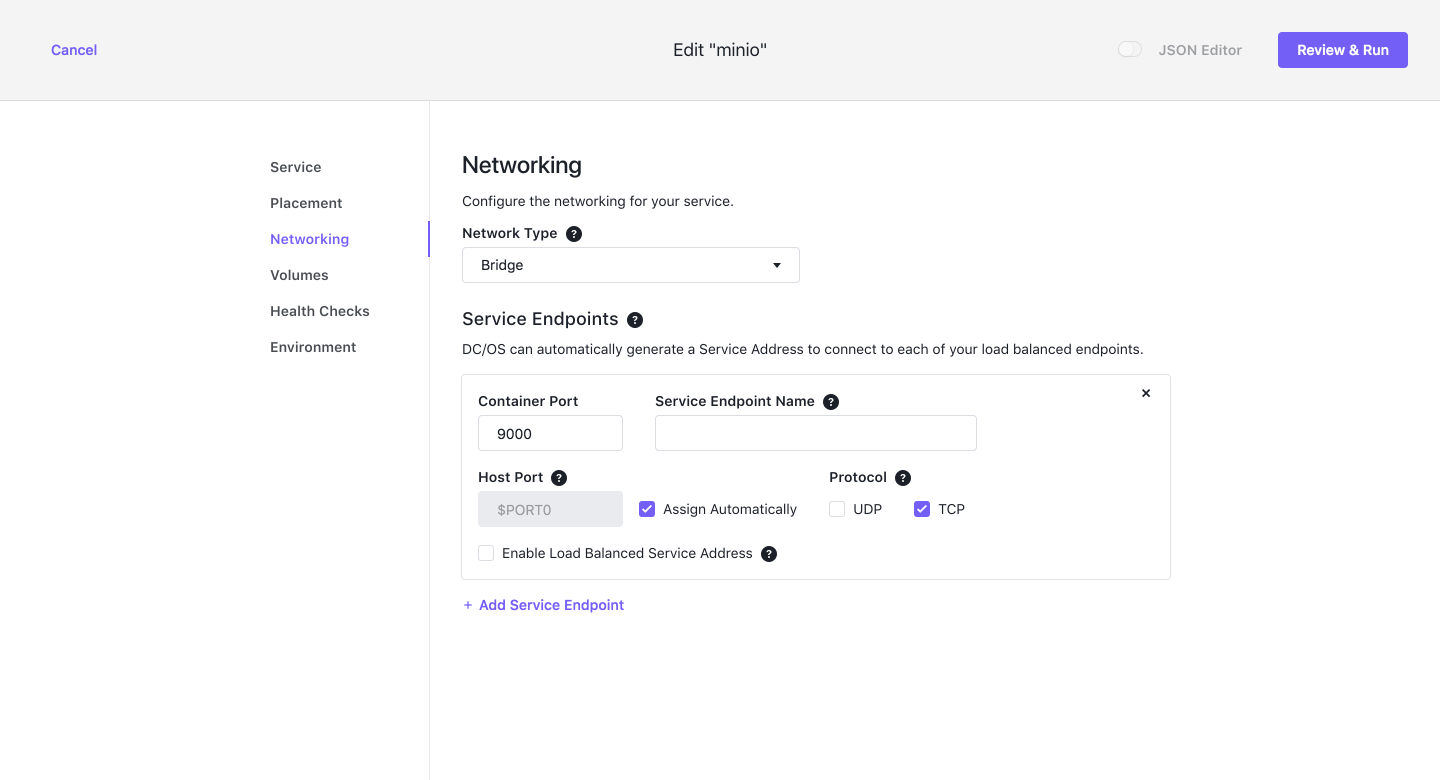 Cancel
Edit "minio"
JSON Editor
Review & Run
Service
Placement
Networking
Volumes
Health Checks
Environment
Networking
Configure the networking for your service.
Network Type ?
Bridge
Service Endpoints ?
DC/OS can automatically generate a Service Address to connect to each of your load balanced endpoints.
Container Port
Service Endpoint Name ?
9000
Host Port ?
Protocol ?
$PORT0
Assign Automatically
UDP
TCP
Enable Load Balanced Service Address ?
+ Add Service Endpoint